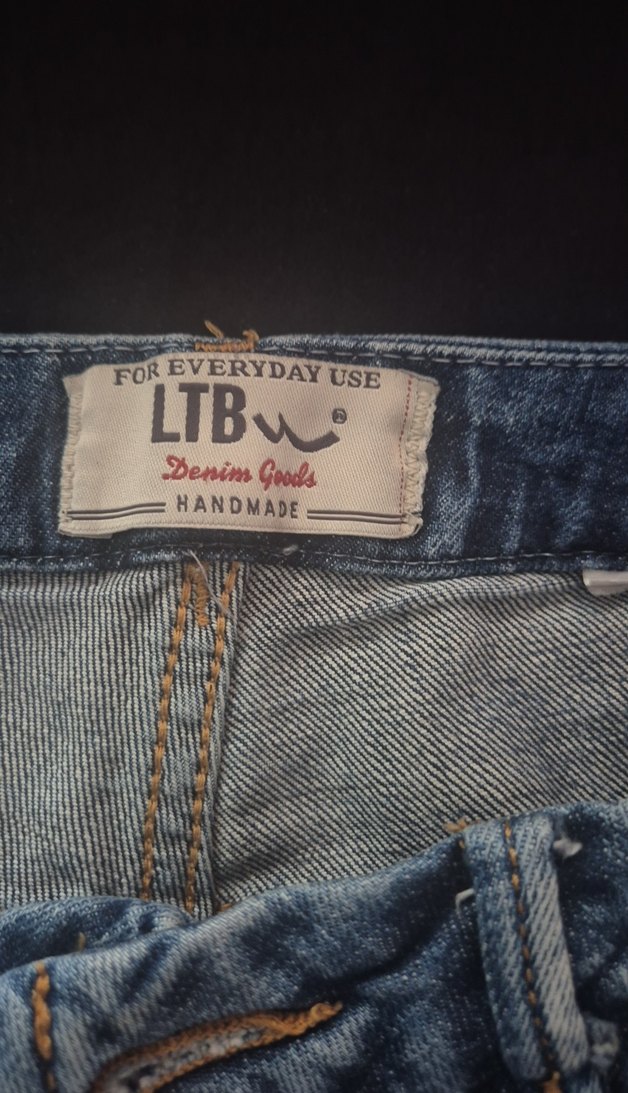 FOR EVERYDAY USE
LTB ®
Denim Goods
HANDMADE